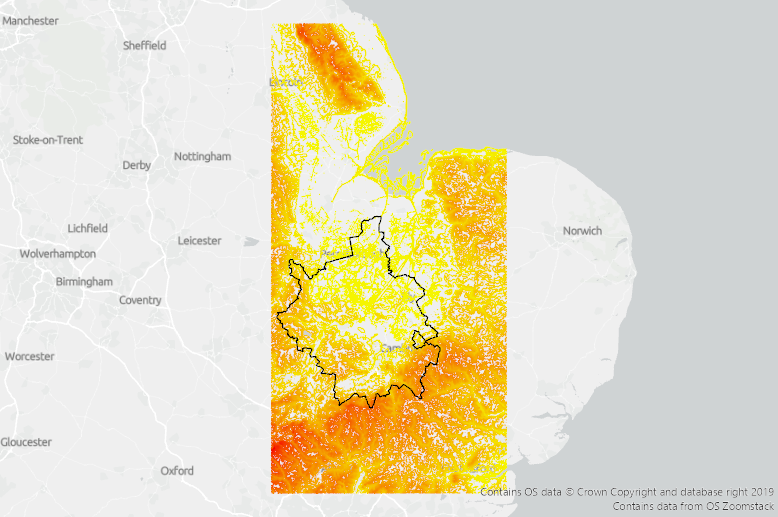 Manchester
Sheffield
Lincoln
Stoke-on-Trent
Derby
Nottingham
Lichfield
Leicester
Norwich
Wolverhampton
Birmingham
Coventry
Worcester
Gloucester
Oxford
Contains OS data © Crown Copyright and database right 2019
Contains data from OS Zoomstack